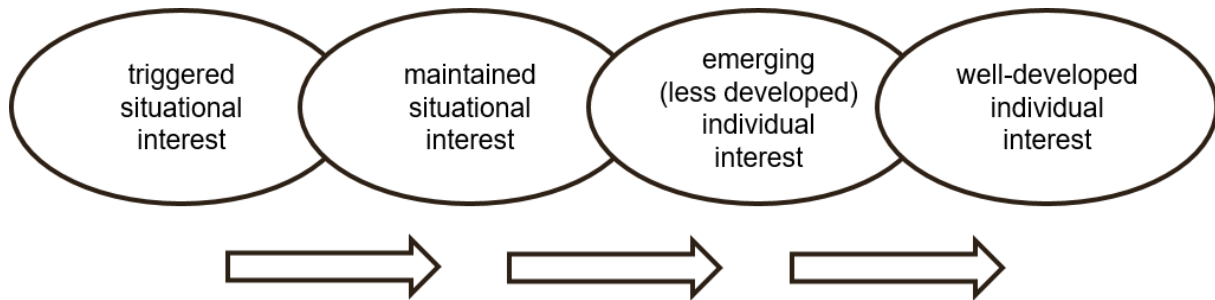 triggered
situational
interest
maintained
situational
interest
emerging
(less developed)
individual
interest
well-developed
individual
interest